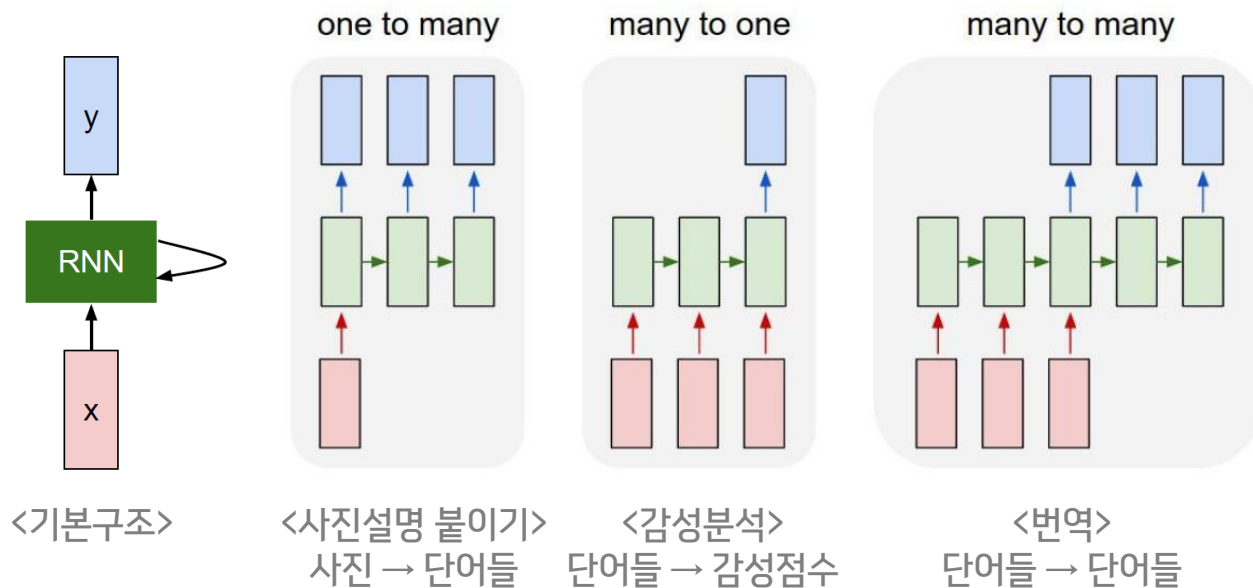 one to many
many to one
many to many
y
RNN
x
<기본구조>
<사진설명 붙이기>
사진 → 단어들
<감성분석>
단어들 → 감성점수
<번역>
단어들 → 단어들